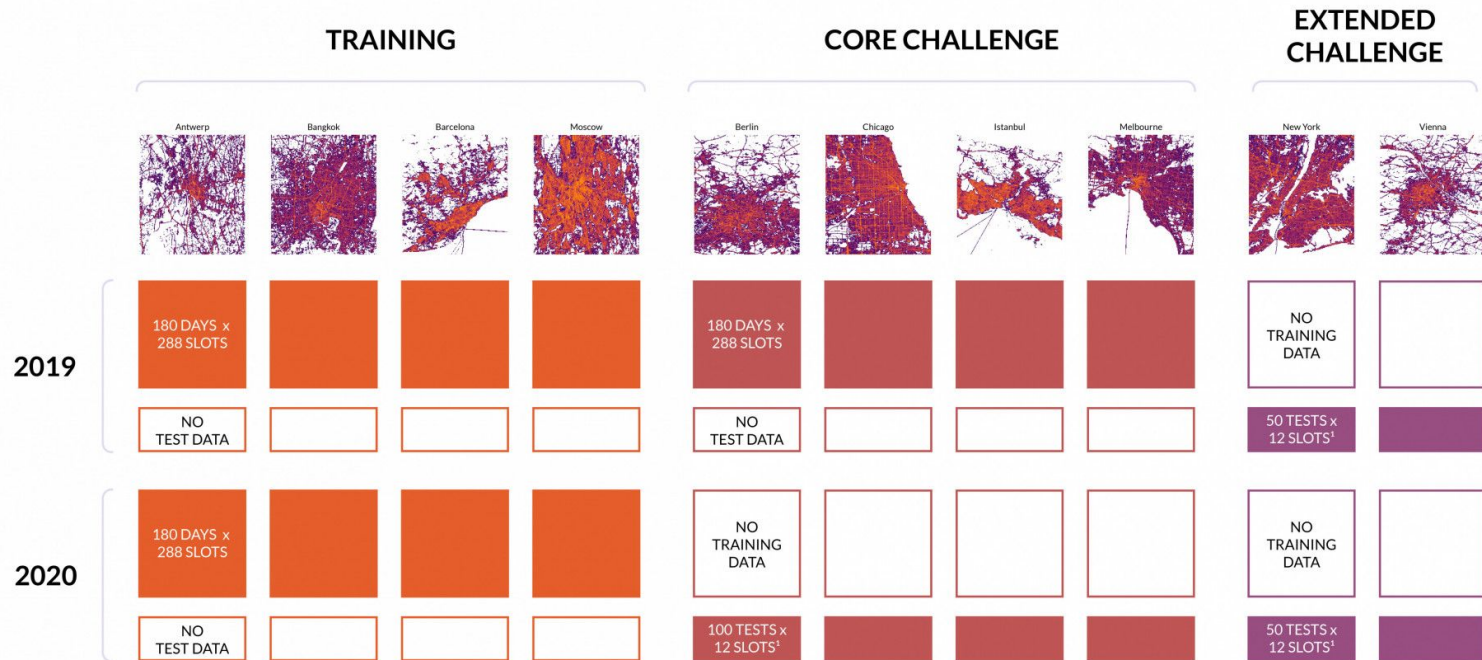 TRAINING
CORE CHALLENGE
EXTENDED
CHALLENGE
Antwerp
Bangkok
Barcelona
Moscow
Berlin
Chicago
Istanbul
Melbourne
New York
Vienna
2019
180 DAYS x
288 SLOTS
180 DAYS x
288 SLOTS
NO
TRAINING
DATA
NO
TEST DATA
NO
TEST DATA
50 TESTS x
12 SLOTS¹
2020
180 DAYS x
288 SLOTS
NO
TRAINING
DATA
NO
TRAINING
DATA
NO
TEST DATA
100 TESTS x
12 SLOTS¹
50 TESTS x
12 SLOTS¹